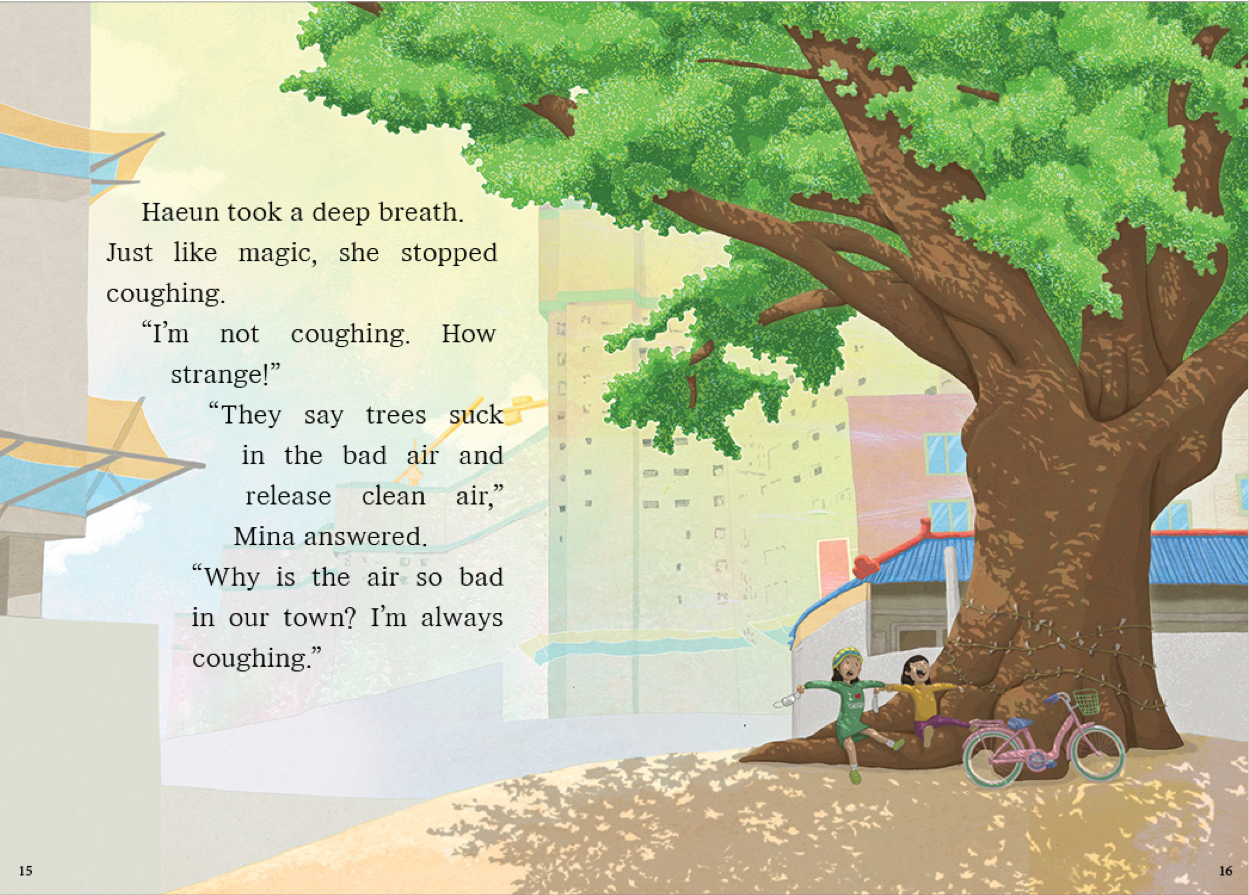 Haeun took a deep breath.
Just like magic, she stopped
coughing.
“I’m not coughing. How
strange!”
“They say trees suck
in the bad air and
release clean air,”
Mina answered.
“Why is the air so bad
in our town? I’m always
coughing.”
15
16